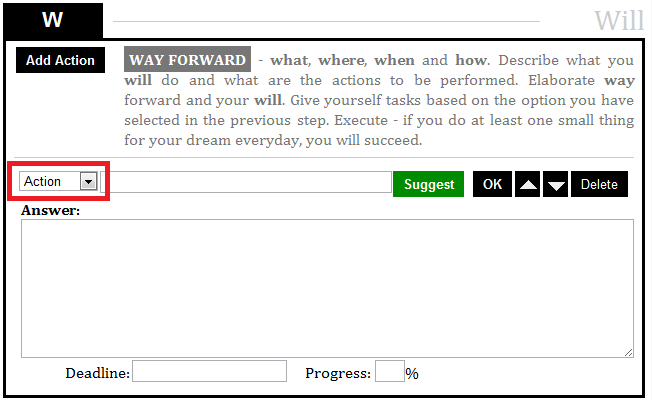 W
Will
Add Action
WAY FORWARD - what, where, when and how. Describe what you
will do and what are the actions to be performed. Elaborate way
forward and your will. Give yourself tasks based on the option you have
selected in the previous step. Execute - if you do at least one small thing
for your dream everyday, you will succeed.
Action Suggest OK Delete
Answer:
Deadline: Progress: %